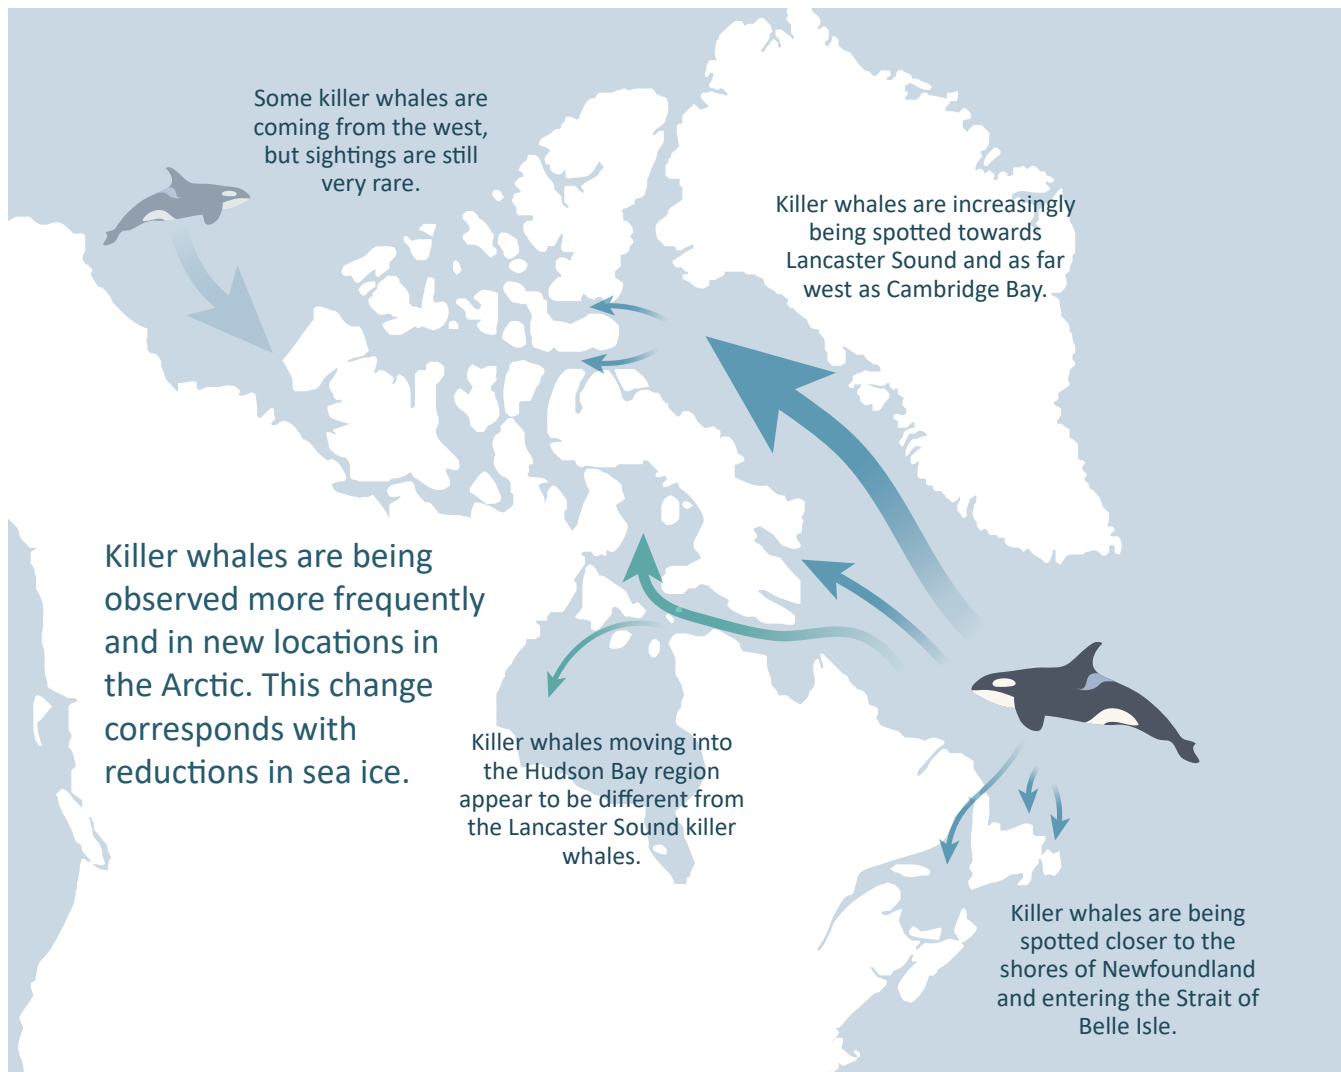 Some killer whales are
coming from the west,
but sightings are still
very rare.
Killer whales are increasingly
being spotted towards
Lancaster Sound and as far
west as Cambridge Bay.
Killer whales are being
observed more frequently
and in new locations in
the Arctic. This change
corresponds with
reductions in sea ice.
Killer whales moving into
the Hudson Bay region
appear to be different from
the Lancaster Sound killer
whales.
Killer whales are being
spotted closer to the
shores of Newfoundland
and entering the Strait of
Belle Isle.